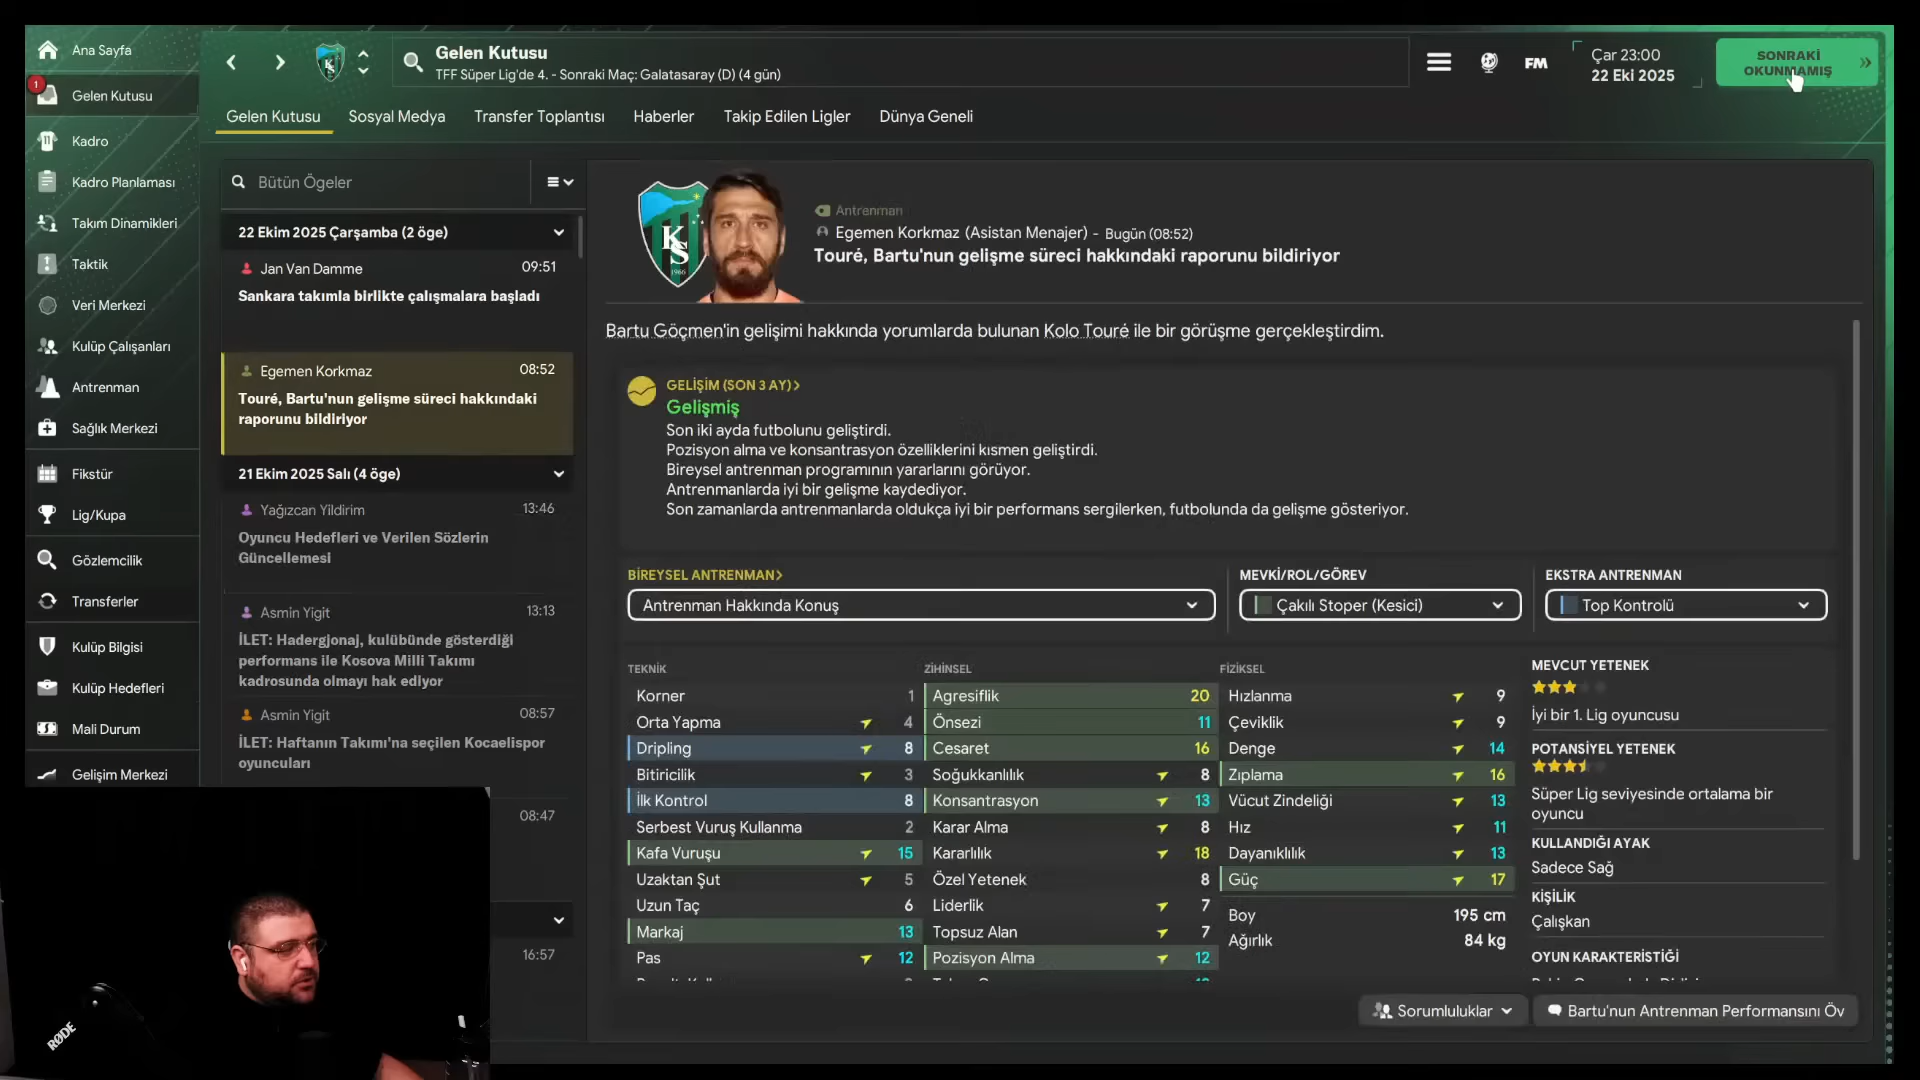 Ana Sayfa
1
Gelen Kutusu
Kadro
Kadro Planlaması
Takım Dinamikleri
Taktik
Veri Merkezi
Kulüp Çalışanları
Antrenman
Sağlık Merkezi
Fikstür
Lig/Kupa
Gözlemcilik
Transferler
Kulüp Bilgisi
Kulüp Hedefleri
Mali Durum
Gelişim Merkezi
Gelen Kutusu
TFF Süper Lig'de 4. - Sonraki Maç: Galatasaray (D) (4 gün)
FM
Çar 23:00
22 Eki 2025
SONRAKİ
OKUNMAMIŞ
Gelen Kutusu
Sosyal Medya
Transfer Toplantısı
Haberler
Takip Edilen Ligler
Dünya Geneli
Bütün Ögeler
22 Ekim 2025 Çarşamba (2 öge)
Jan Van Damme 09:51
Sankara takımla birlikte çalışmalara başladı
Egemen Korkmaz 08:52
Touré, Bartu'nun gelişme süreci hakkındaki
raporunu bildiriyor
21 Ekim 2025 Salı (4 öge)
Yağızcan Yildirim 13:46
Oyuncu Hedefleri ve Verilen Sözlerin
Güncellemesi
Asmin Yigit 13:13
İLET: Hadergjonaj, kulübünde gösterdiği
performans ile Kosova Milli Takımı
kadrosunda olmayı hak ediyor
Asmin Yigit 08:57
İLET: Haftanın Takımı'na seçilen Kocaelispor
oyuncuları
08:47
16:57
KS
1966
Antrenman
Egemen Korkmaz (Asistan Menajer) - Bugün (08:52)
Touré, Bartu'nun gelişme süreci hakkındaki raporunu bildiriyor
Bartu Göçmen'in gelişimi hakkında yorumlarda bulunan Kolo Touré ile bir görüşme gerçekleştirdim.
GELİŞİM (SON 3 AY)>
Gelişmiş
Son iki ayda futbolunu geliştirdi.
Pozisyon alma ve konsantrasyon özelliklerini kısmen geliştirdi.
Bireysel antrenman programının yararlarını görüyor.
Antrenmanlarda iyi bir gelişme kaydediyor.
Son zamanlarda antrenmanlarda oldukça iyi bir performans sergilerken, futbolunda da gelişme gösteriyor.
BİREYSEL ANTRENMAN>
Antrenman Hakkında Konuş
MEVKİ/ROL/GÖREV
Çakılı Stoper (Kesici)
EKSTRA ANTRENMAN
Top Kontrolü
TEKNİK
Korner 1
Orta Yapma 4
Dripling 8
Bitiricilik 3
İlk Kontrol 8
Serbest Vuruş Kullanma 2
Kafa Vuruşu 15
Uzaktan Şut 5
Uzun Taç 6
Markaj 13
Pas 12
ZİHİNSEL
Agresiflik 20
Önsezi 11
Cesaret 16
Soğukkanlılık 8
Konsantrasyon 13
Karar Alma 8
Kararlılık 18
Özel Yetenek 8
Liderlik 7
Topsuz Alan 7
Pozisyon Alma 12
FİZİKSEL
Hızlanma 9
Çeviklik 9
Denge 14
Zıplama 16
Vücut Zindeliği 13
Hız 11
Dayanıklılık 13
Güç 17
Boy 195 cm
Ağırlık 84 kg
MEVCUT YETENEK
İyi bir 1. Lig oyuncusu
POTANSİYEL YETENEK
Süper Lig seviyesinde ortalama bir
oyuncu
KULLANDIĞI AYAK
Sadece Sağ
KİŞİLİK
Çalışkan
OYUN KARAKTERİSTİĞİ
Sorumluluklar
Bartu'nun Antrenman Performansını Öv
RØDE